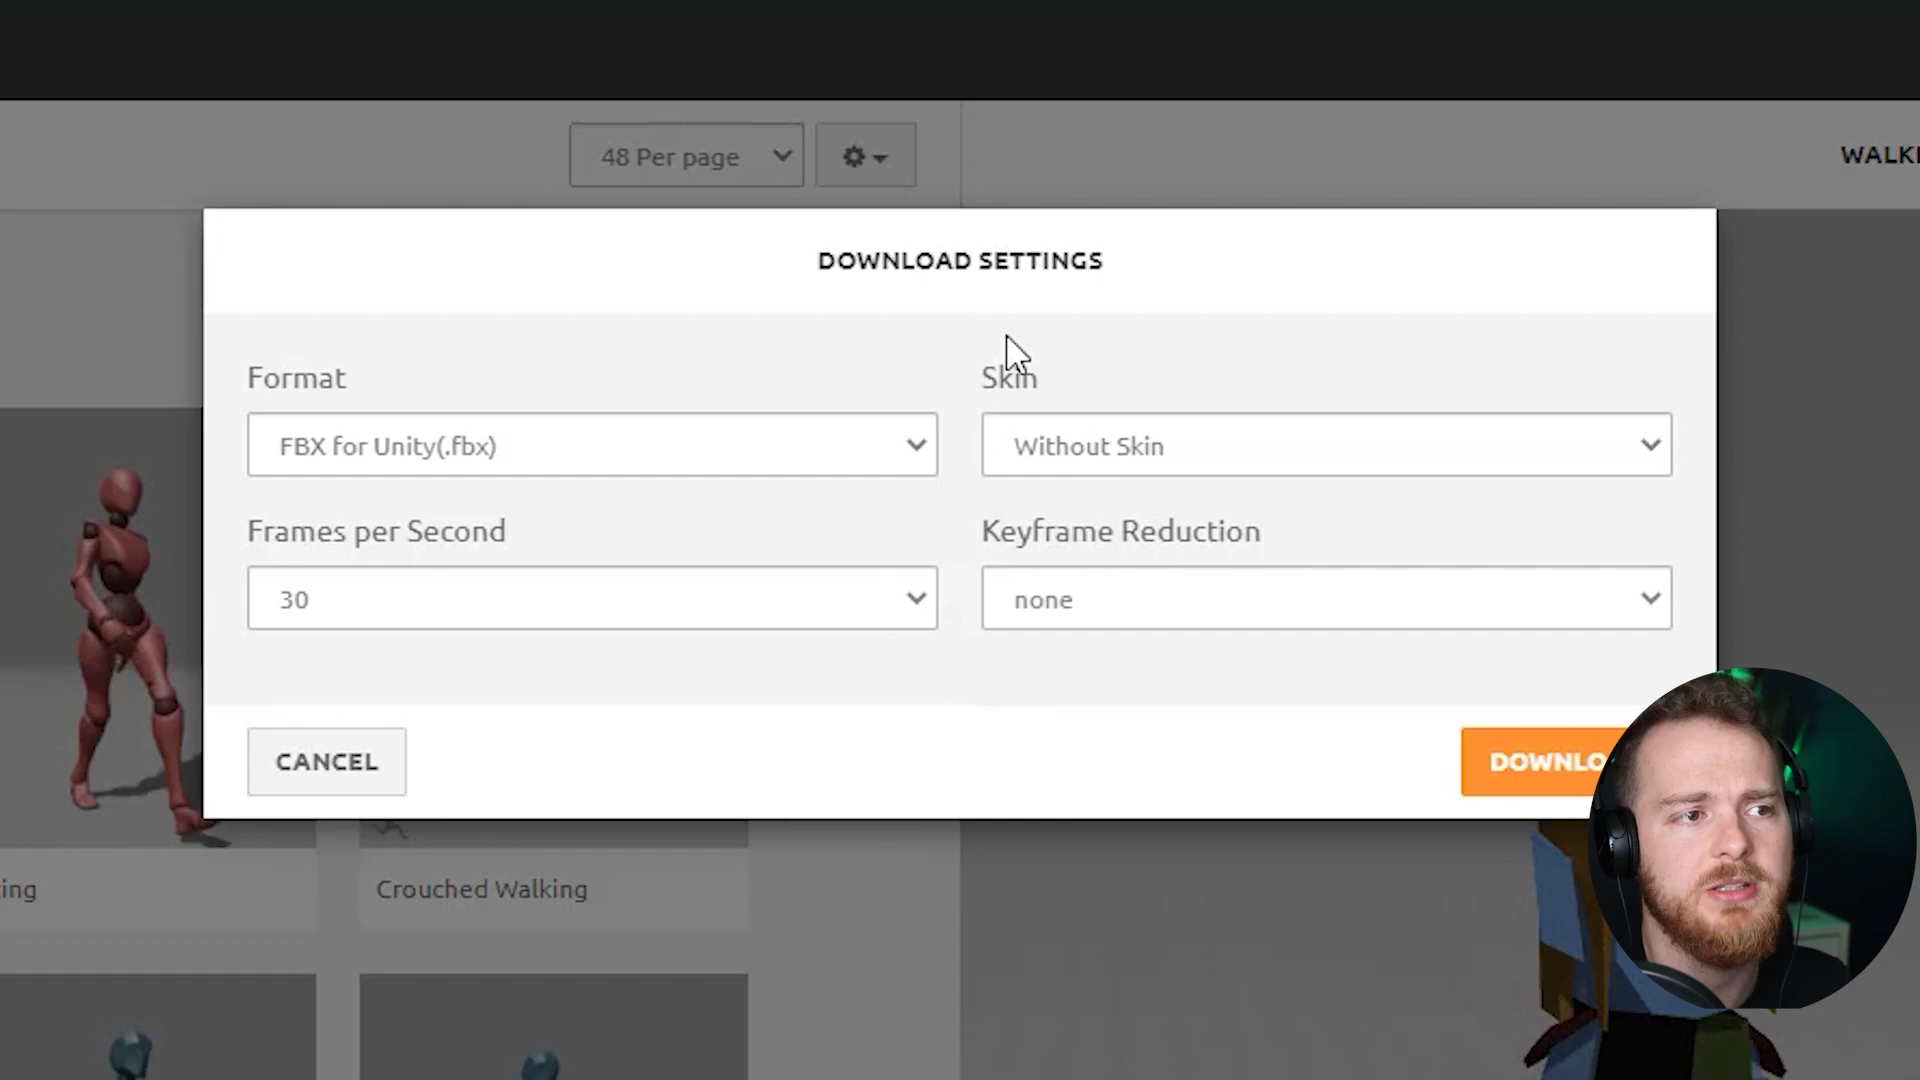 48 Per page
DOWNLOAD SETTINGS
Format
Skin
FBX for Unity(.fbx)
Without Skin
Frames per Second
Keyframe Reduction
30
none
CANCEL
Crouched Walking